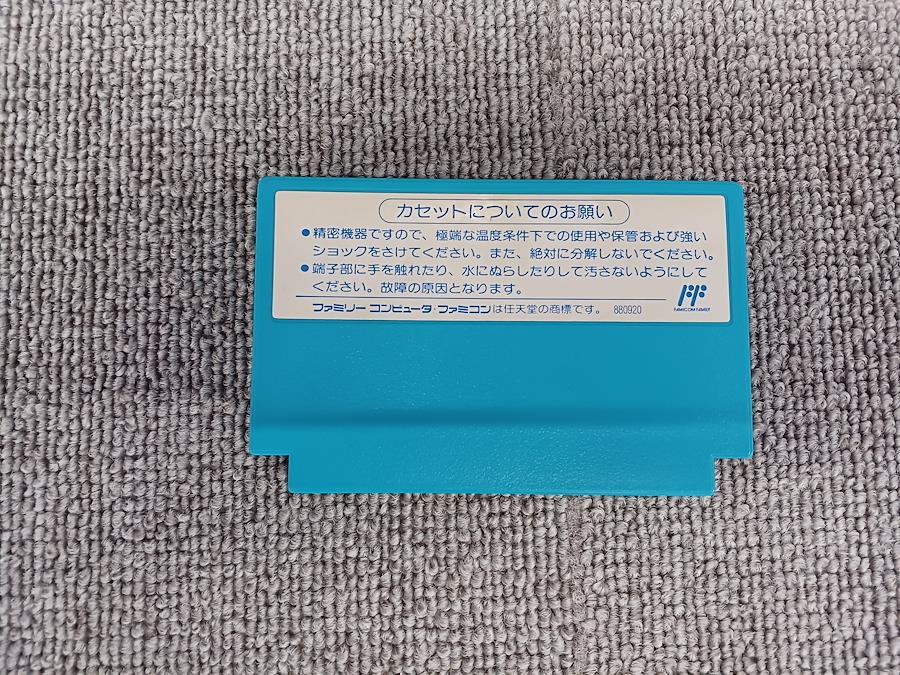 カセットについてのお願い
●精密機器ですので、極端な温度条件下での使用や保管および強い
ショックをさけてください。また、絶対に分解しないでください。
●端子部に手を触れたり、水にぬらしたりして汚さないようにして
ください。故障の原因となります。
FAMICOM FAMILY
ファミリー コンピュータ・ファミコンは任天堂の商標です。 880920